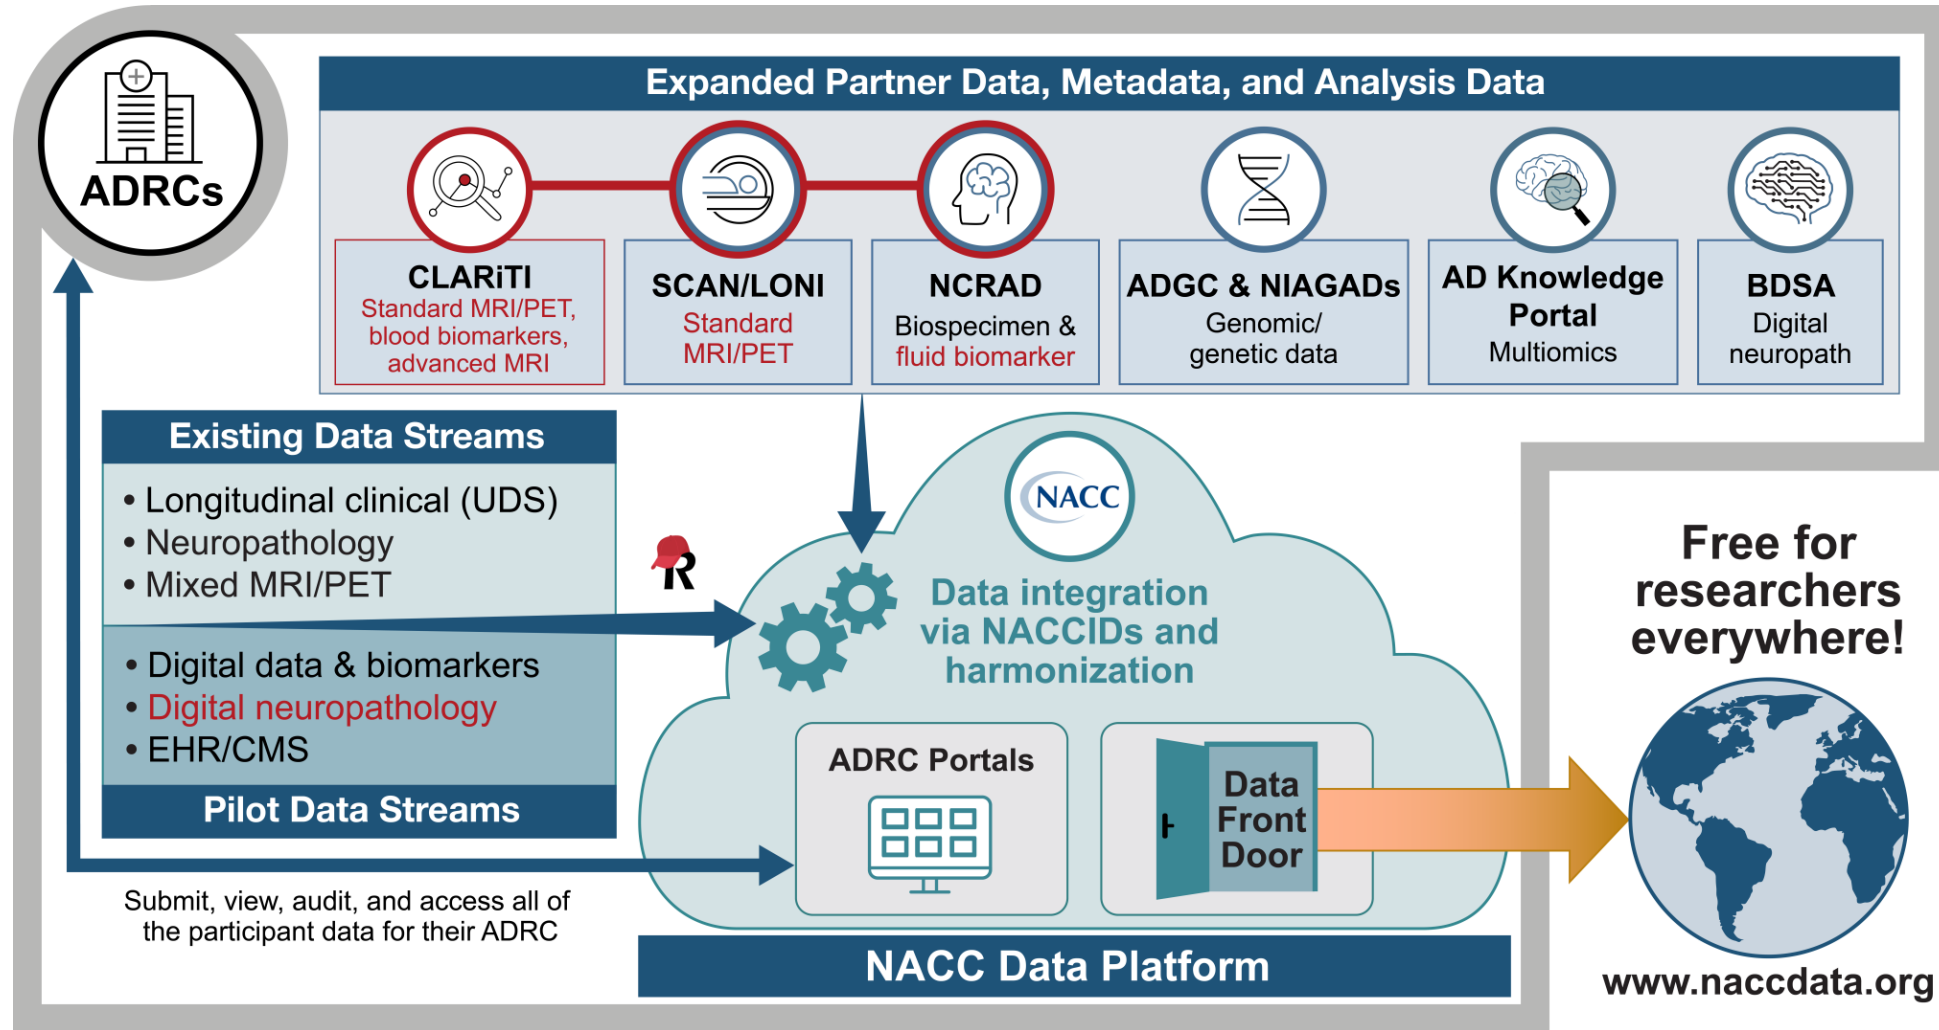 ADRCs
Expanded Partner Data, Metadata, and Analysis Data
CLARiTI
Standard MRI/PET,
blood biomarkers,
advanced MRI
SCAN/LONI
Standard
MRI/PET
NCRAD
Biospecimen &
fluid biomarker
ADGC & NIAGADs
Genomic/
genetic data
AD Knowledge
Portal
Multiomics
BDSA
Digital
neuropath
Existing Data Streams
• Longitudinal clinical (UDS)
• Neuropathology
• Mixed MRI/PET
• Digital data & biomarkers
• Digital neuropathology
• EHR/CMS
Pilot Data Streams
R
NACC
Data integration
via NACCIDs and
harmonization
ADRC Portals
Data
Front
Door
Submit, view, audit, and access all of
the participant data for their ADRC
NACC Data Platform
Free for
researchers
everywhere!
www.naccdata.org